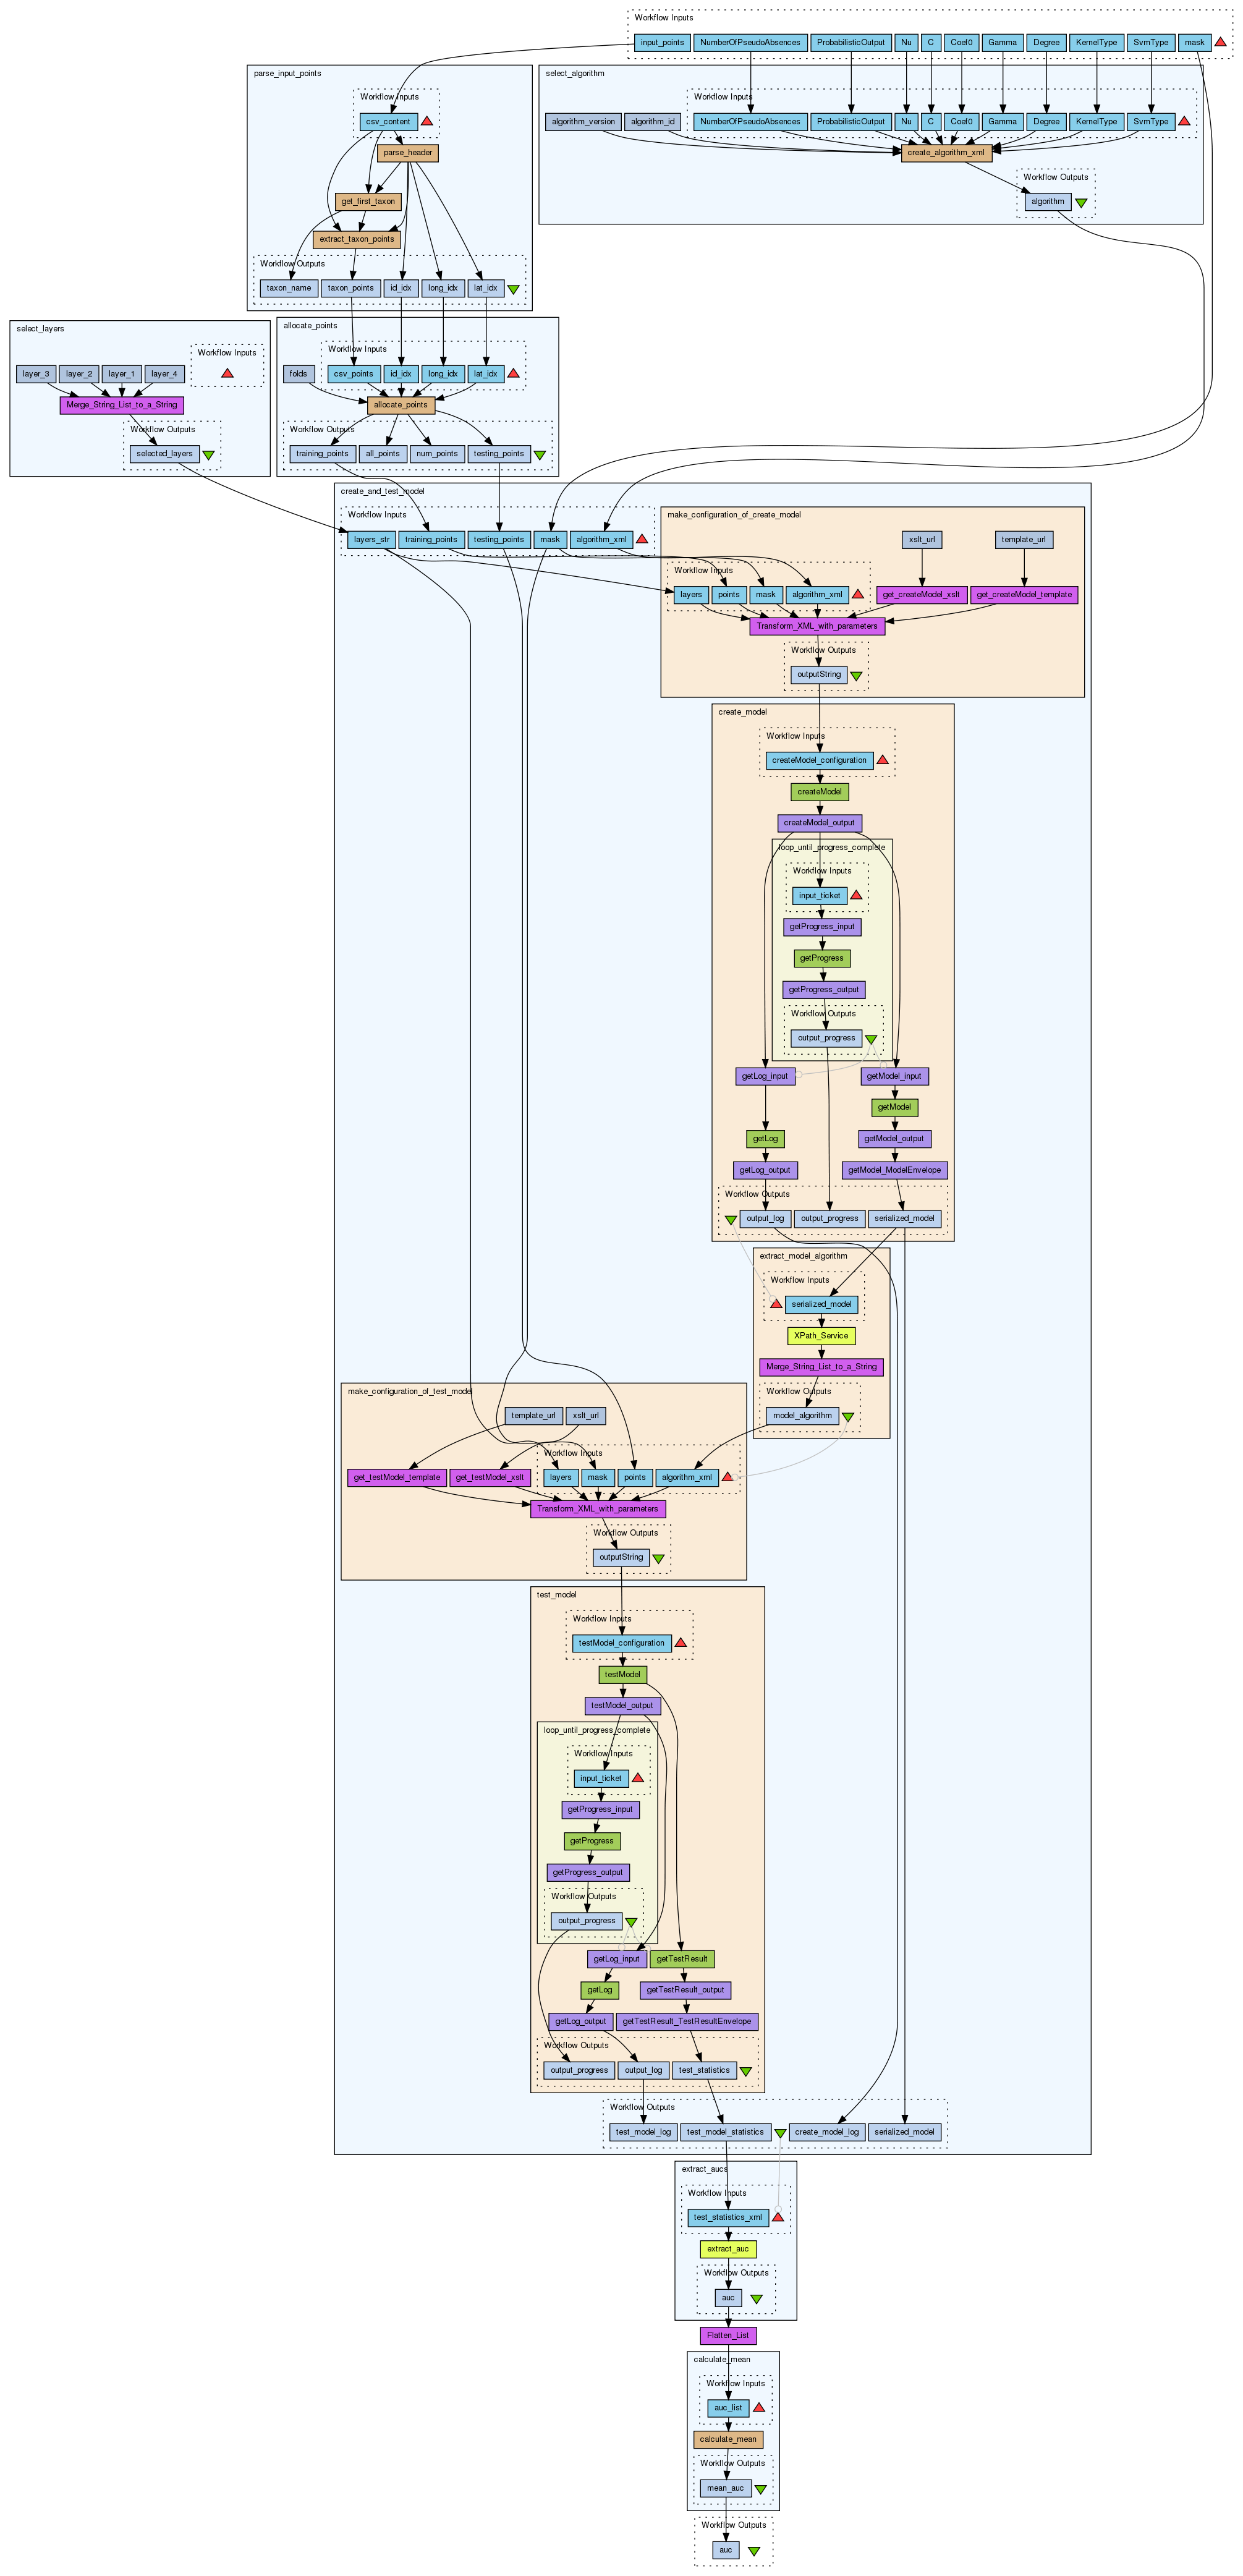 Workflow Inputs
input_points NumberOfPseudoAbsences ProbabilisticOutput Nu C Coef0 Gamma Degree KernelType SvmType mask
parse_input_points
Workflow Inputs
csv_content
parse_header
get_first_taxon
extract_taxon_points
Workflow Outputs
taxon_name taxon_points id_idx long_idx lat_idx
select_algorithm
Workflow Inputs
algorithm_version algorithm_id NumberOfPseudoAbsences ProbabilisticOutput Nu C Coef0 Gamma Degree KernelType SvmType
create_algorithm_xml
Workflow Outputs
algorithm
select_layers
Workflow Inputs
layer_3 layer_2 layer_1 layer_4
Merge_String_List_to_a_String
Workflow Outputs
selected_layers
allocate_points
Workflow Inputs
folds csv_points id_idx long_idx lat_idx
allocate_points
Workflow Outputs
training_points all_points num_points testing_points
create_and_test_model
Workflow Inputs
layers_str training_points testing_points mask algorithm_xml
make_configuration_of_create_model
xslt_url template_url
Workflow Inputs
layers points mask algorithm_xml get_createModel_xslt get_createModel_template
Transform_XML_with_parameters
Workflow Outputs
outputString
create_model
Workflow Inputs
createModel_configuration
createModel
createModel_output
loop_until_progress_complete
Workflow Inputs
input_ticket
getProgress_input
getProgress
getProgress_output
Workflow Outputs
output_progress
getLog_input getModel_input
getModel
getLog getModel_output
getLog_output getModel_ModelEnvelope
Workflow Outputs
output_log output_progress serialized_model
extract_model_algorithm
Workflow Inputs
serialized_model
XPath_Service
Merge_String_List_to_a_String
Workflow Outputs
model_algorithm
make_configuration_of_test_model
template_url xslt_url
Workflow Inputs
get_testModel_template get_testModel_xslt layers mask points algorithm_xml
Transform_XML_with_parameters
Workflow Outputs
outputString
test_model
Workflow Inputs
testModel_configuration
testModel
testModel_output
loop_until_progress_complete
Workflow Inputs
input_ticket
getProgress_input
getProgress
getProgress_output
Workflow Outputs
output_progress
getLog_input getTestResult
getLog getTestResult_output
getLog_output getTestResult_TestResultEnvelope
Workflow Outputs
output_progress output_log test_statistics
Workflow Outputs
test_model_log test_model_statistics create_model_log serialized_model
extract_aucs
Workflow Inputs
test_statistics_xml
extract_auc
Workflow Outputs
auc
Flatten_List
calculate_mean
Workflow Inputs
auc_list
calculate_mean
Workflow Outputs
mean_auc
Workflow Outputs
auc